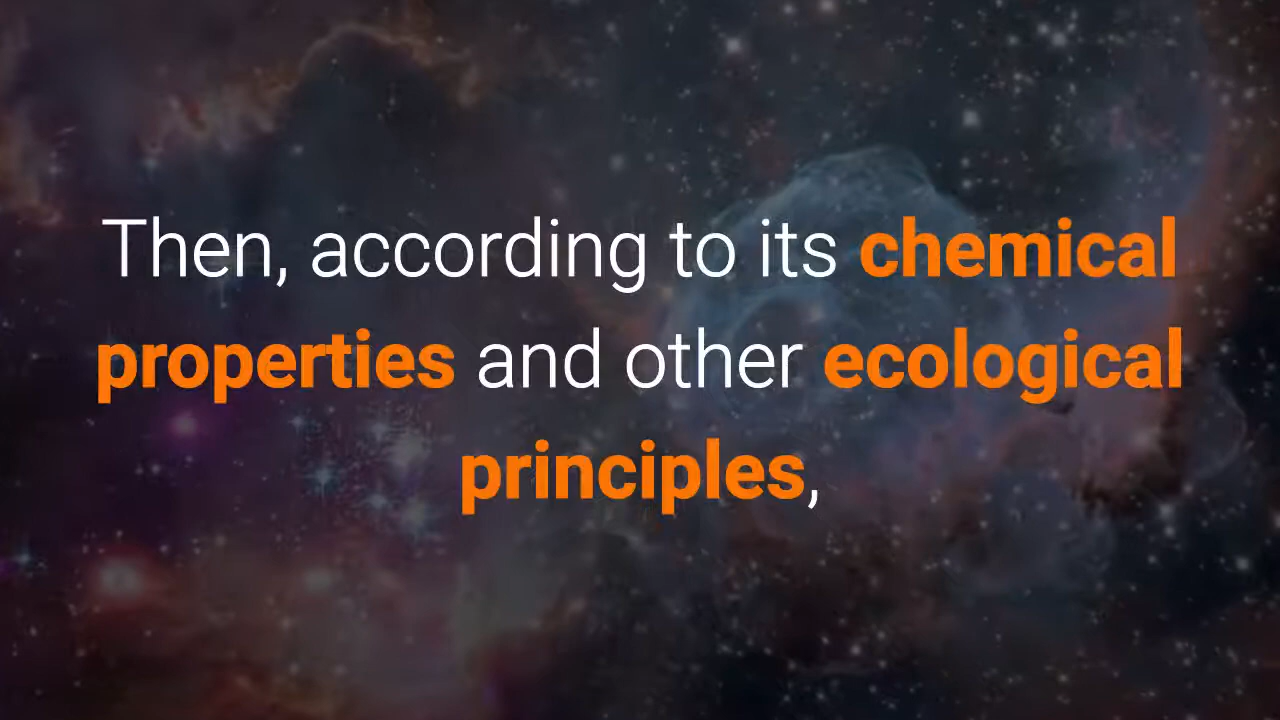 Then, according to its chemical
properties and other ecological
principles,